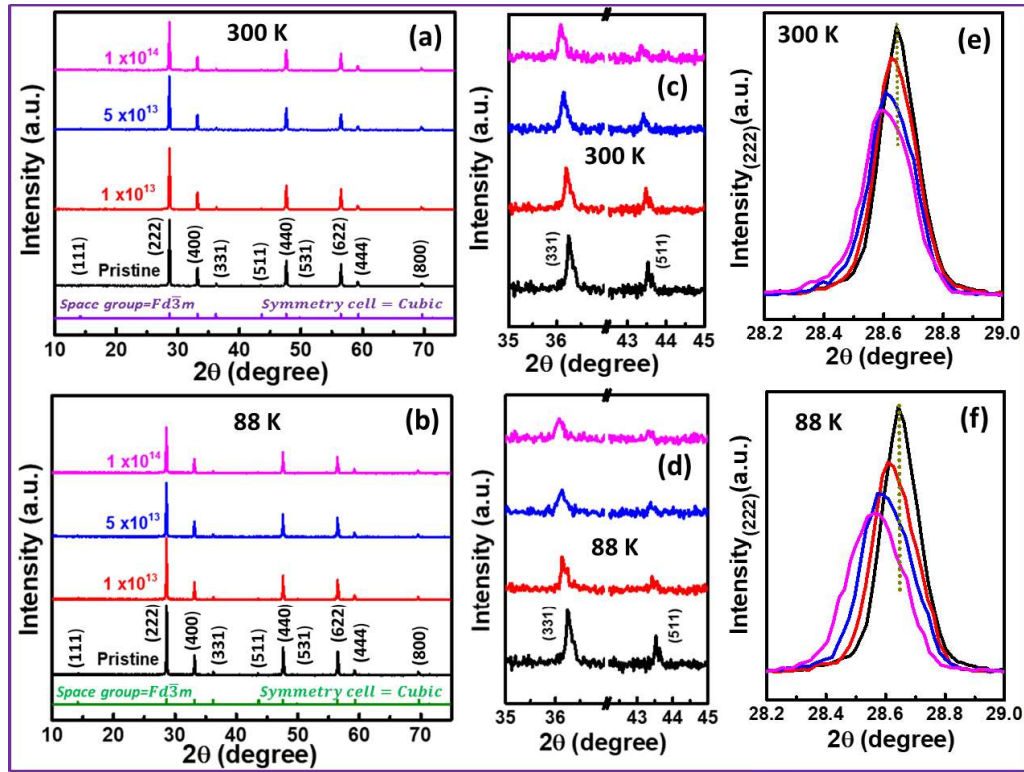 300 K
(a)
1 x10¹⁴
5 x10¹³
1 x10¹³
(111)
(222)
(400)
(331)
(511)
(440)
(531)
(622)
(444)
(800)
Pristine
Space group=Fd3̅m
Symmetry cell = Cubic
10 20 30 40 50 60 70
2θ (degree)
Intensity (a.u.)
(c)
300 K
(331)
(511)
35 36 43 44 45
2θ (degree)
Intensity (a.u.)
300 K
(e)
28.2 28.4 28.6 28.8 29.0
2θ (degree)
Intensity(222)(a.u.)
88 K
(b)
1 x10¹⁴
5 x10¹³
1 x10¹³
(111)
(222)
(400)
(331)
(511)
(440)
(531)
(622)
(444)
(800)
Pristine
Space group=Fd3̅m
Symmetry cell = Cubic
10 20 30 40 50 60 70
2θ (degree)
Intensity (a.u.)
(d)
88 K
(331)
(511)
35 36 43 44 45
2θ (degree)
Intensity (a.u.)
88 K
(f)
28.2 28.4 28.6 28.8 29.0
2θ (degree)
Intensity(222)(a.u.)